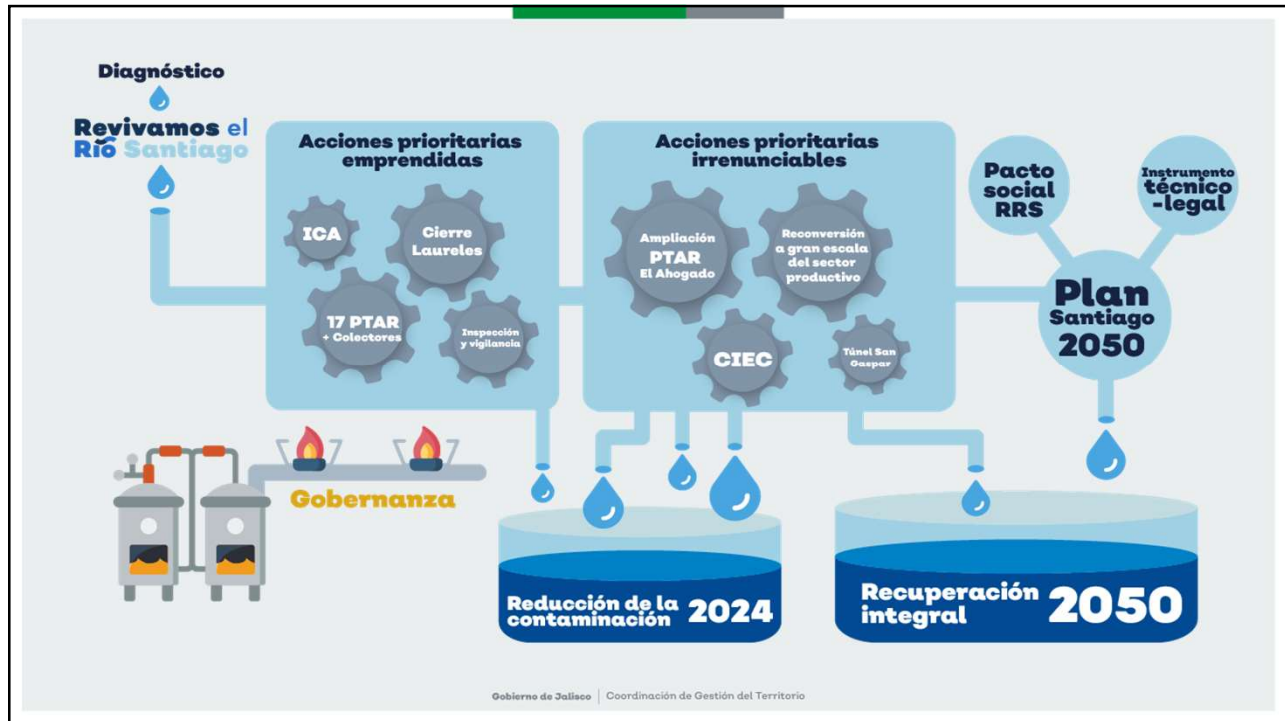 Diagnóstico
Revivamos el
Río Santiago
Acciones prioritarias
emprendidas
ICA
Cierre
Laureles
17 PTAR
+ Colectores
Inspección
y vigilancia
Acciones prioritarias
irrenunciables
Ampliación
PTAR
El Ahogado
Reconversión
a gran escala
del sector
productivo
CIEC
Túnel San
Gaspar
Pacto
social
RRS
Instrumento
técnico
-legal
Plan
Santiago
2050
Gobernanza
Reducción de la
contaminación 2024
Recuperación
integral 2050
Gobierno de Jalisco | Coordinación de Gestión del Territorio